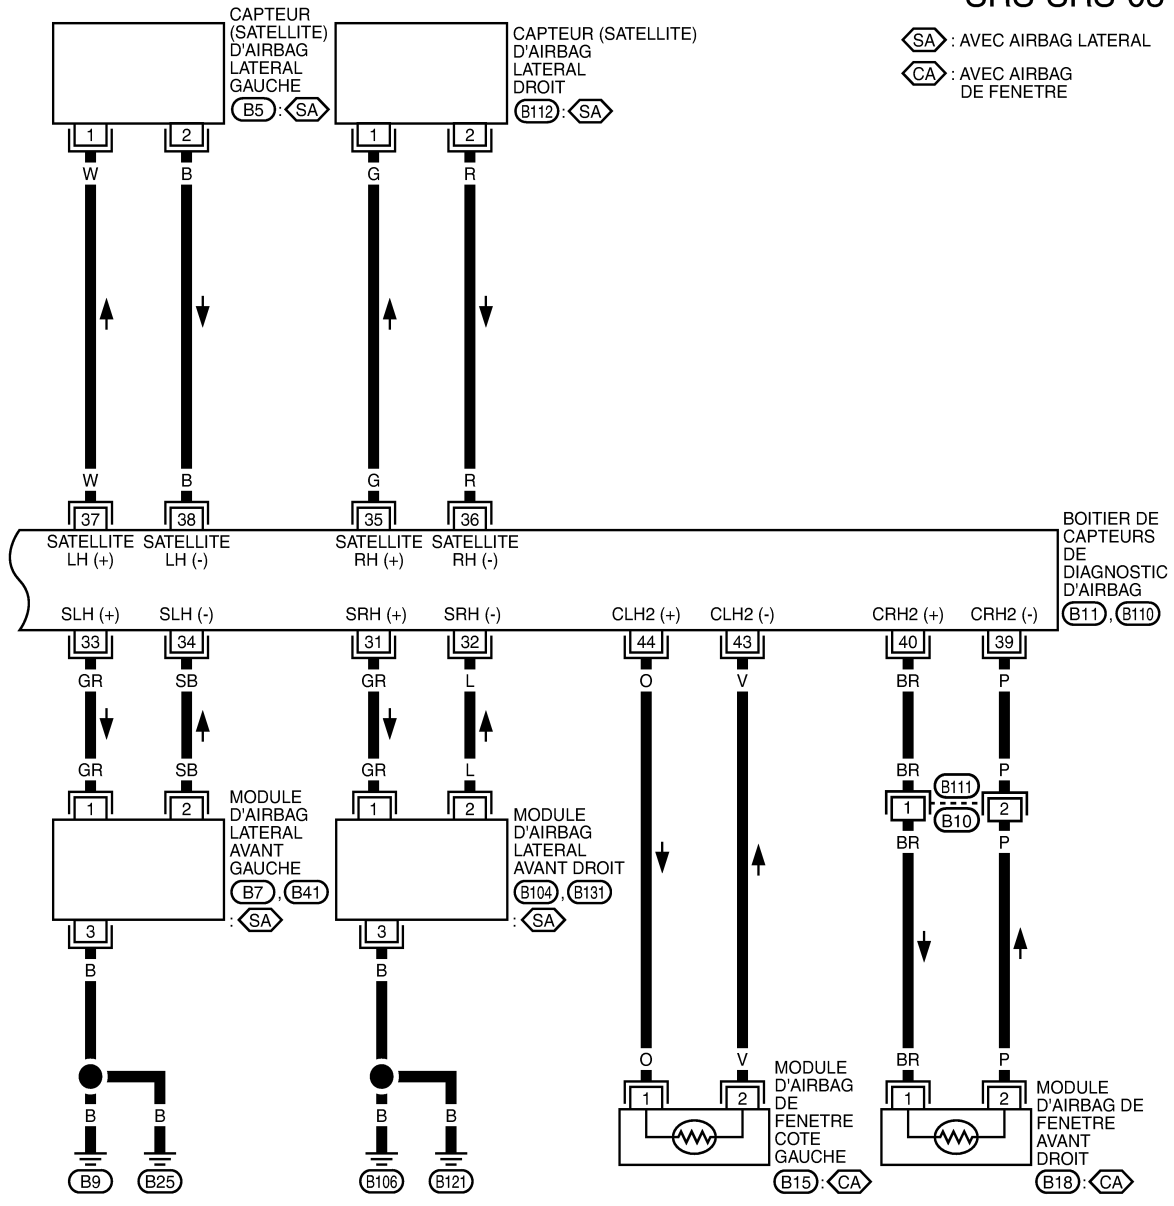 CAPTEUR
(SATELLITE)
D'AIRBAG
LATERAL
GAUCHE
B5 : SA
CAPTEUR (SATELLITE)
D'AIRBAG
LATERAL
DROIT
B112 : SA
SA : AVEC AIRBAG LATERAL
CA : AVEC AIRBAG
DE FENETRE
1 2 1 2
W B G R
W B G R
37 38 35 36
SATELLITE
LH (+)
SATELLITE
LH (-)
SATELLITE
RH (+)
SATELLITE
RH (-)
BOITIER DE
CAPTEURS
DE
DIAGNOSTIC
D'AIRBAG
B11 , B110
SLH (+) SLH (-) SRH (+) SRH (-) CLH2 (+) CLH2 (-) CRH2 (+) CRH2 (-)
33 34 31 32 44 43 40 39
GR SB GR L O V BR P
GR SB GR L BR P
1 2 1 2
B111
1 2
B10
BR P
MODULE
D'AIRBAG
LATERAL
AVANT
GAUCHE
B7 , B41
: SA
MODULE
D'AIRBAG
LATERAL
AVANT DROIT
B104 , B131
: SA
3 3
B B
O V BR P
1 2 1 2
B B B B
B9 B25 B106 B121
MODULE
D'AIRBAG
DE
FENETRE
COTE
GAUCHE
B15 : CA
MODULE
D'AIRBAG DE
FENETRE
AVANT
DROIT
B18 : CA